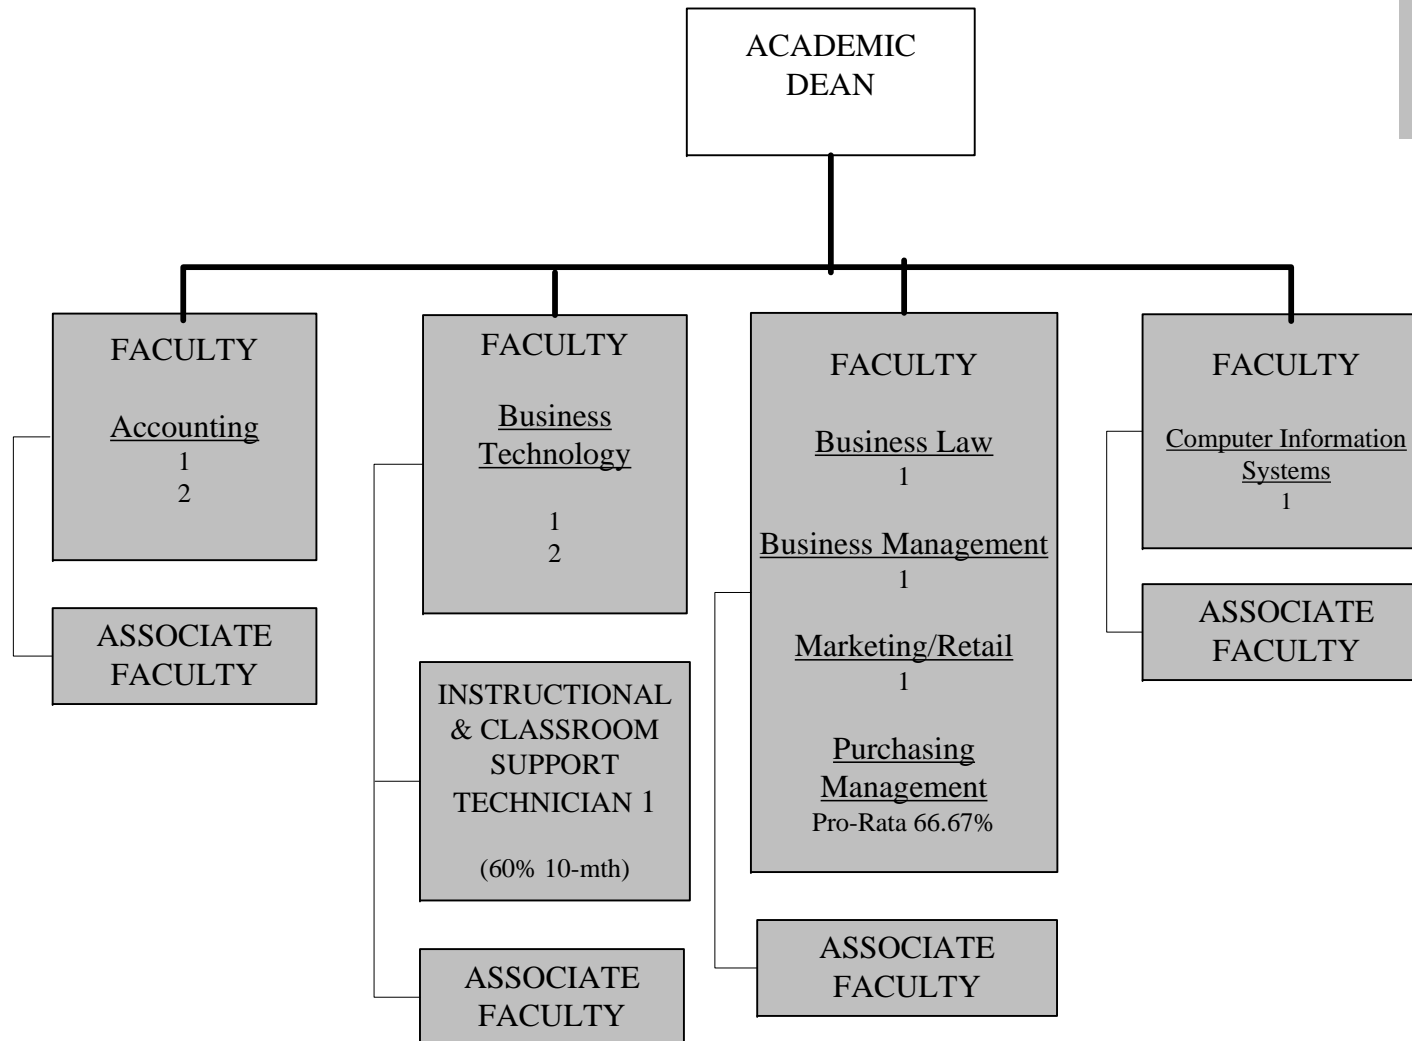 ACADEMIC
DEAN
FACULTY
Accounting
1
2
ASSOCIATE
FACULTY
FACULTY
Business
Technology
1
2
INSTRUCTIONAL
& CLASSROOM
SUPPORT
TECHNICIAN 1
(60% 10-mth)
ASSOCIATE
FACULTY
FACULTY
Business Law
1
Business Management
1
Marketing/Retail
1
Purchasing
Management
Pro-Rata 66.67%
ASSOCIATE
FACULTY
FACULTY
Computer Information
Systems
1
ASSOCIATE
FACULTY